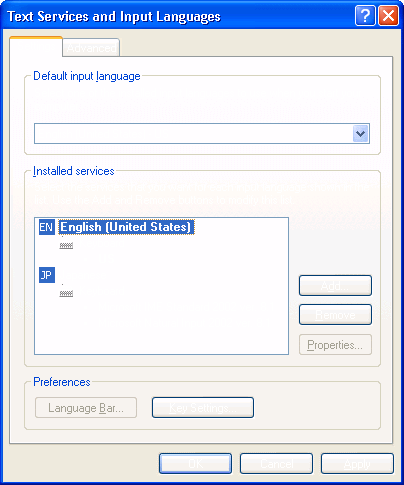 Text Services and Input Languages
Advanced
Default input language
Installed services
EN English (United States)
JP
Add...
Remove
Properties...
Preferences
Language Bar...
Key Settings...
OK Cancel Apply